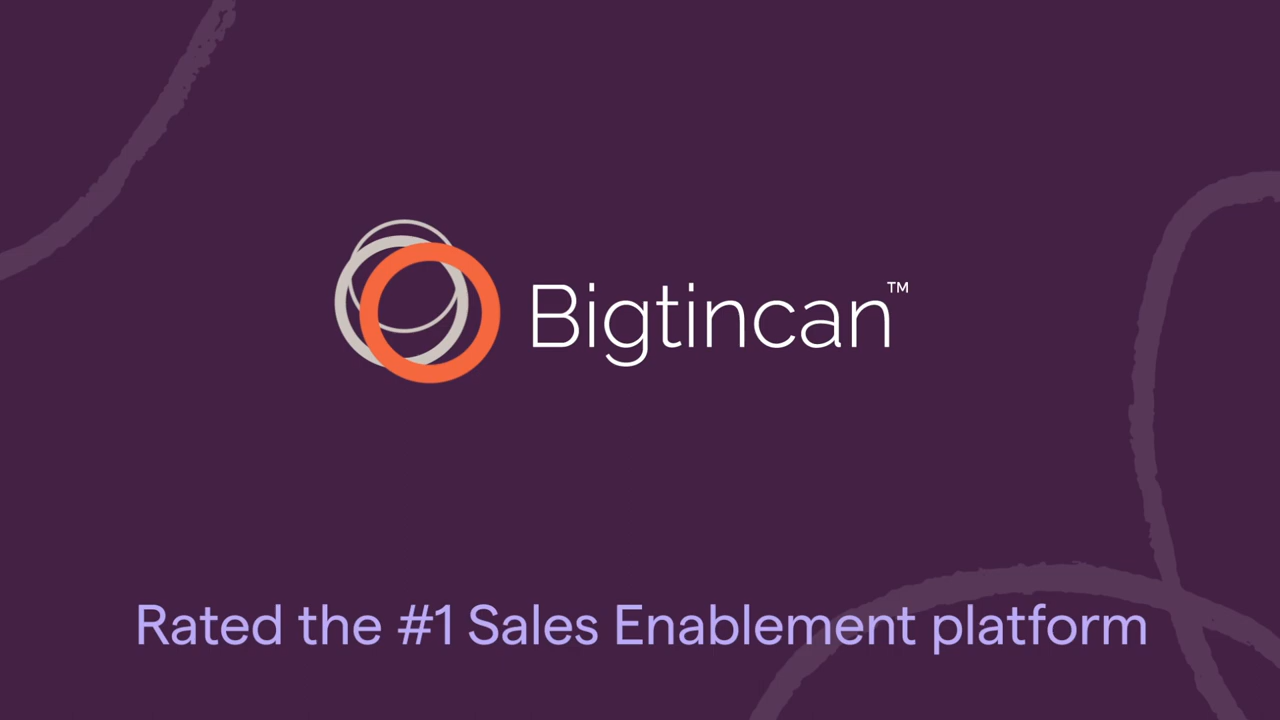 Bigtincan™
Rated the #1 Sales Enablement platform